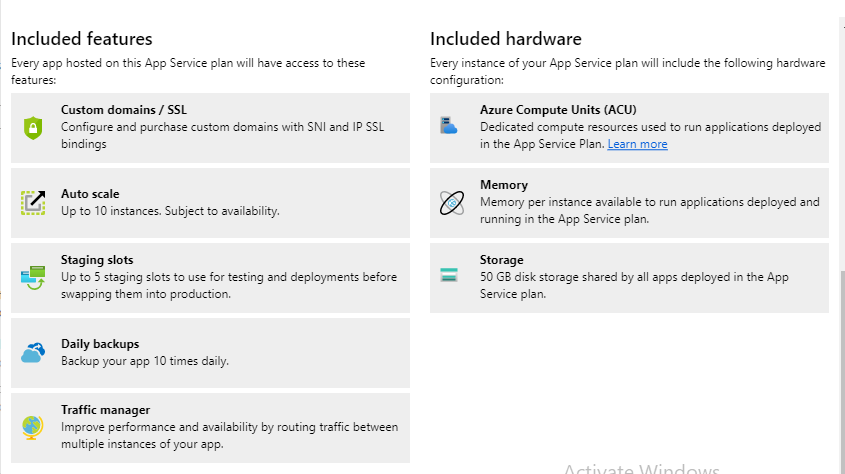 Included features
Every app hosted on this App Service plan will have access to these
features:
Custom domains / SSL
Configure and purchase custom domains with SNI and IP SSL
bindings
Auto scale
Up to 10 instances. Subject to availability.
Staging slots
Up to 5 staging slots to use for testing and deployments before
swapping them into production.
Daily backups
Backup your app 10 times daily.
Traffic manager
Improve performance and availability by routing traffic between
multiple instances of your app.
Included hardware
Every instance of your App Service plan will include the following hardware
configuration:
Azure Compute Units (ACU)
Dedicated compute resources used to run applications deployed
in the App Service Plan. Learn more
Memory
Memory per instance available to run applications deployed and
running in the App Service plan.
Storage
50 GB disk storage shared by all apps deployed in the App
Service plan.
Activate Windows